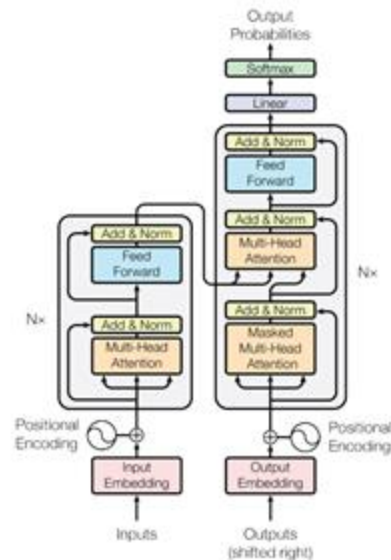 Output
Probabilities
Softmax
Linear
Add & Norm
Feed
Forward
Add & Norm
Multi-Head
Attention
Nx
Add & Norm
Masked
Multi-Head
Attention
Positional
Encoding
Output
Embedding
Outputs
(shifted right)
Add & Norm
Feed
Forward
Nx
Add & Norm
Multi-Head
Attention
Positional
Encoding
Input
Embedding
Inputs